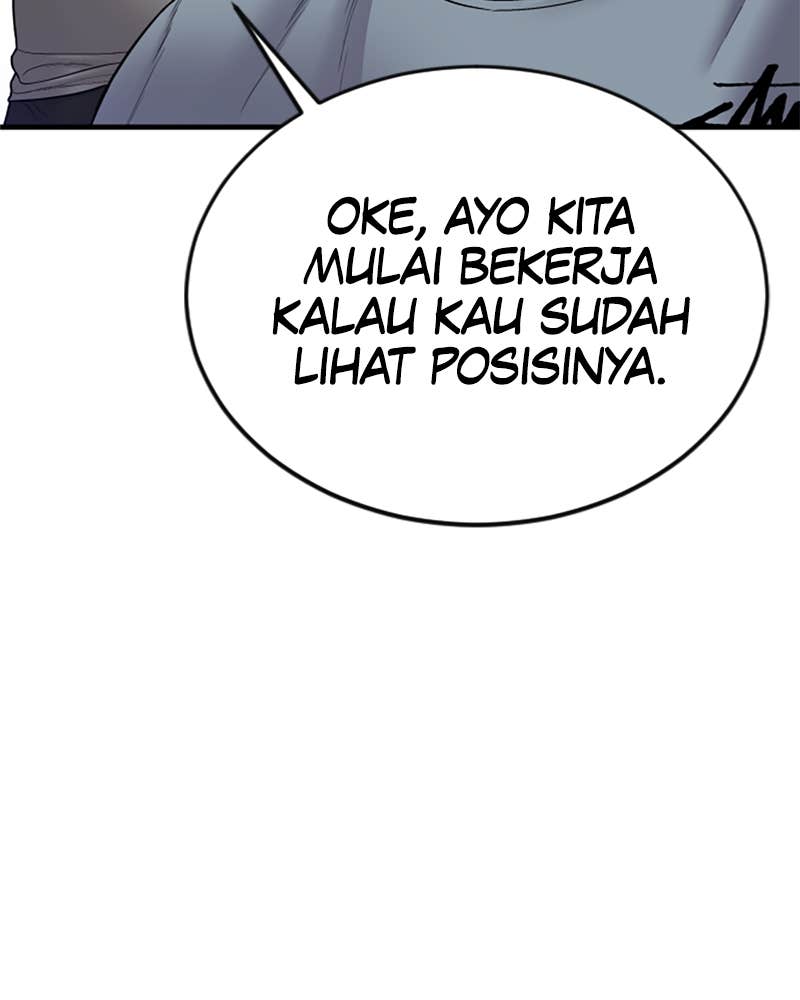 OKE, AYO KITA
MULAI BEKERJA
KALAU KAU SUDAH
LIHAT POSISINYA.